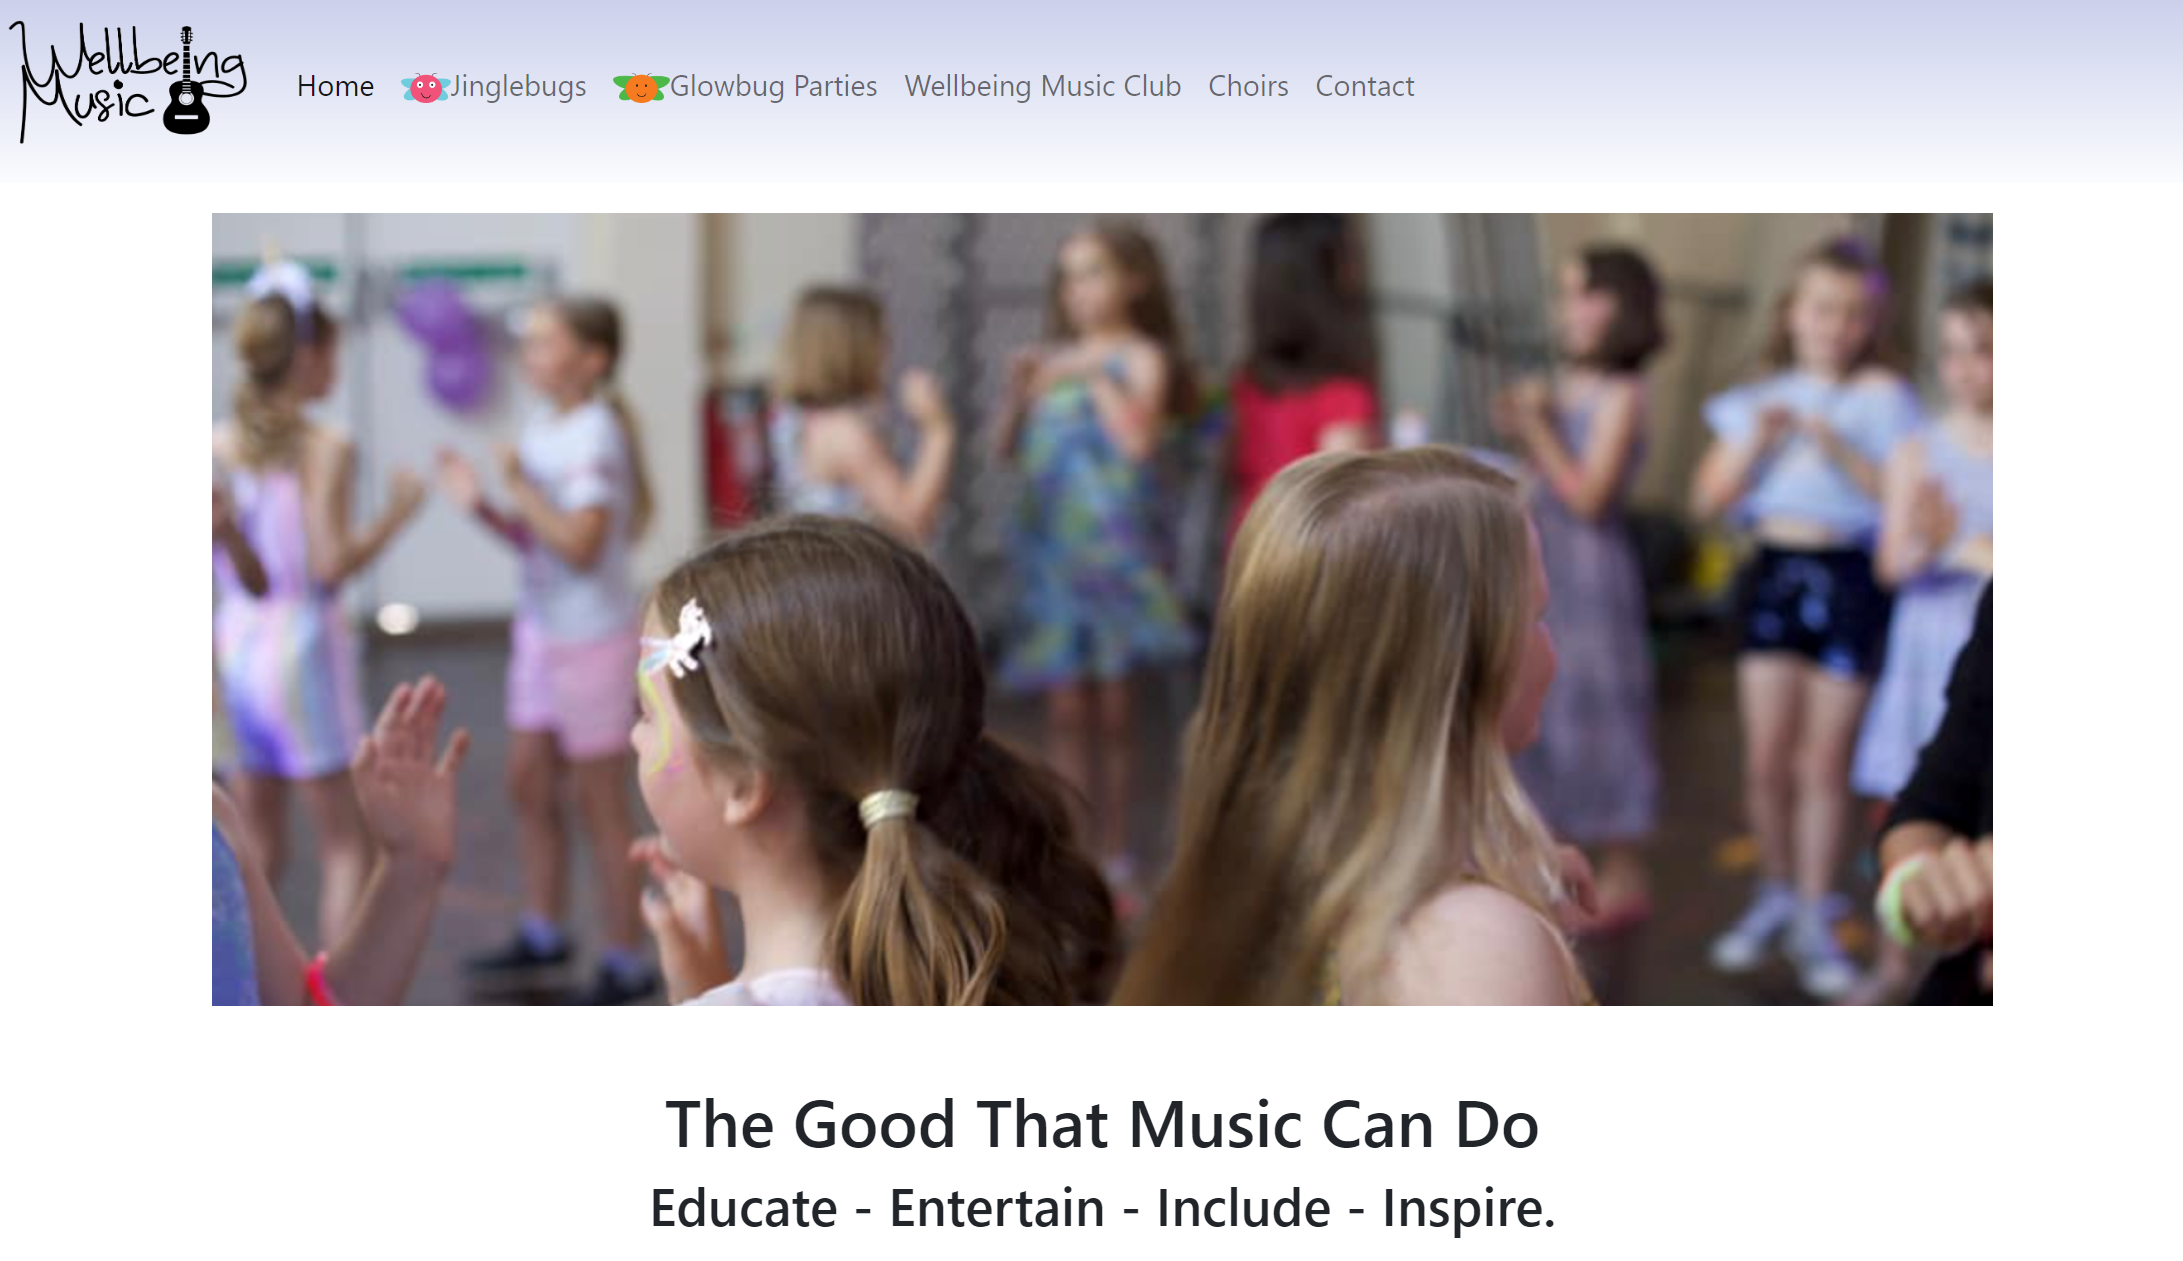 Wellbeing
Music
Home Jinglebugs Glowbug Parties Wellbeing Music Club Choirs Contact
The Good That Music Can Do
Educate - Entertain - Include - Inspire.